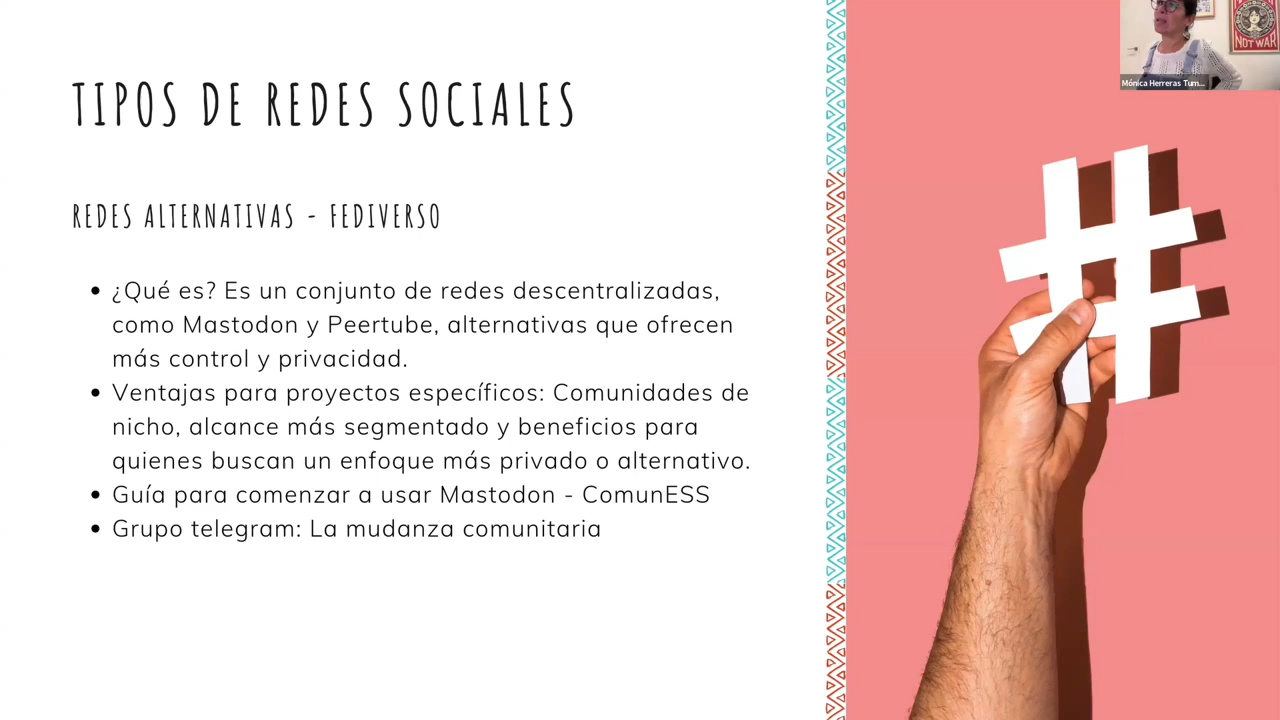 TIPOS DE REDES SOCIALES
REDES ALTERNATIVAS - FEDIVERSO
• ¿Qué es? Es un conjunto de redes descentralizadas,
como Mastodon y Peertube, alternativas que ofrecen
más control y privacidad.
• Ventajas para proyectos específicos: Comunidades de
nicho, alcance más segmentado y beneficios para
quienes buscan un enfoque más privado o alternativo.
• Guía para comenzar a usar Mastodon - ComunESS
• Grupo telegram: La mudanza comunitaria
NOT WAR
Mónica Herreras Tum...